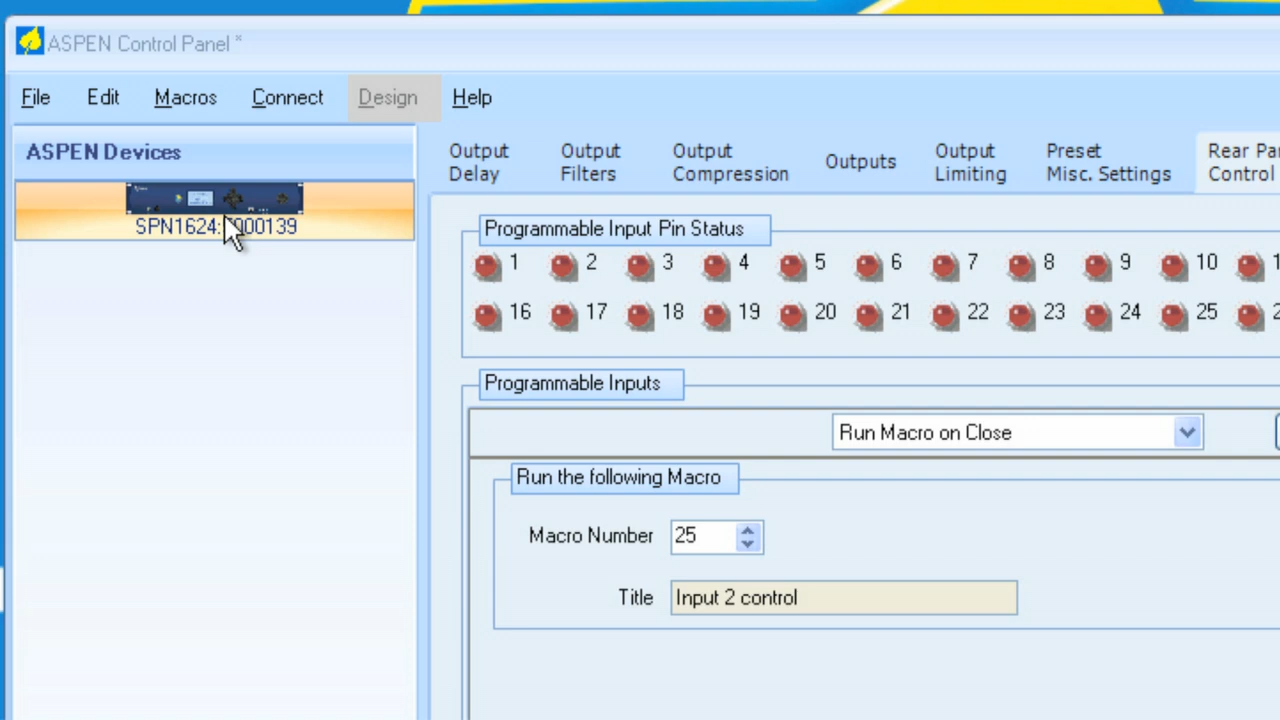 ASPEN Control Panel *
File Edit Macros Connect Design Help
ASPEN Devices
Output Delay
Output Filters
Output Compression
Outputs
Output Limiting
Preset Misc. Settings
Rear
Control
SPN1624:
Programmable Input Pin Status
1 2 3 4 5 6 7 8 9 10
16 17 18 19 20 21 22 23 24 25
Programmable Inputs
Run Macro on Close
Run the following Macro
Macro Number 25
Title Input 2 control